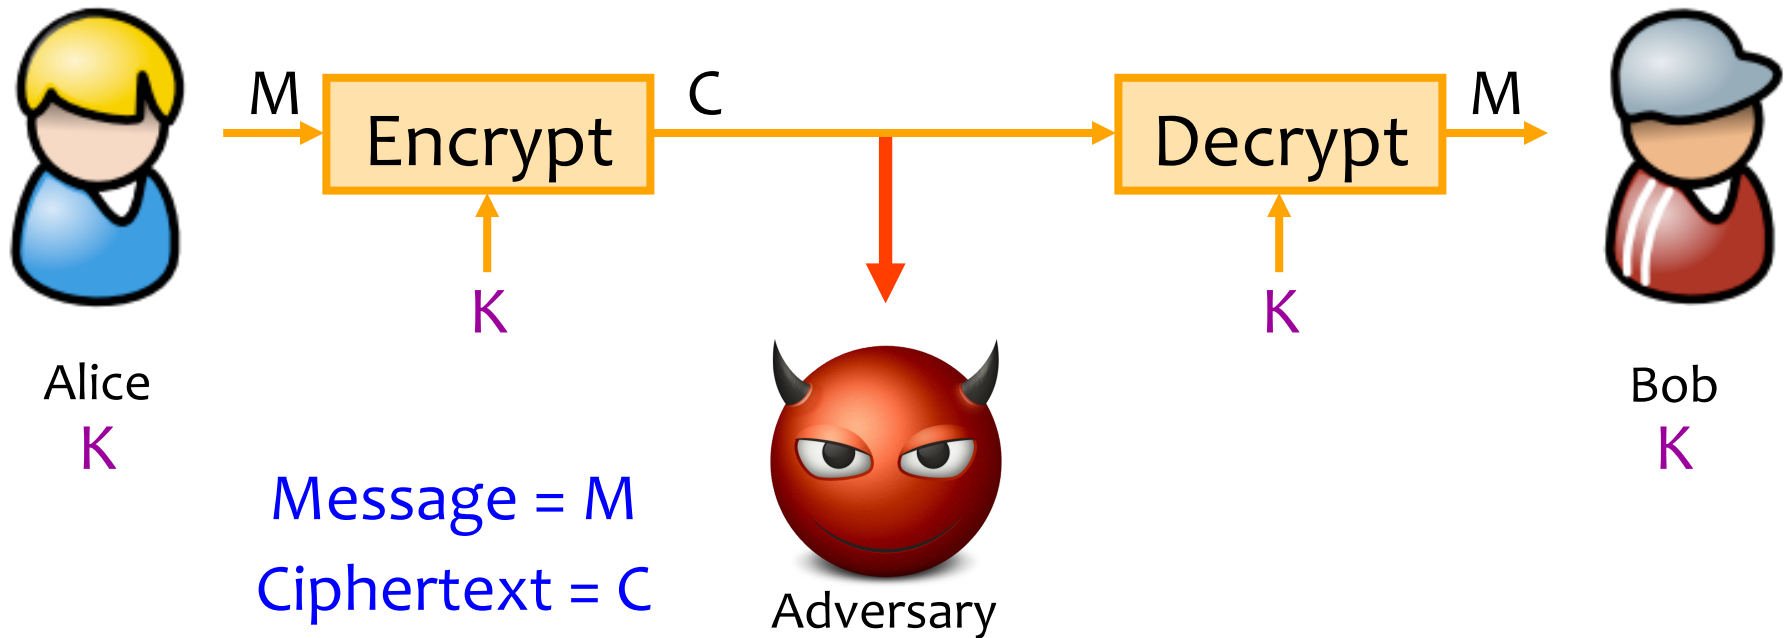 M
Encrypt
C
Decrypt
M
K
K
Alice
K
Bob
K
Message = M
Ciphertext = C
Adversary